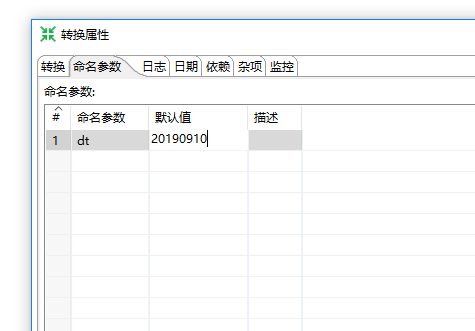 转换属性
转换 命名参数 日志 日期 依赖 杂项 监控
命名参数:
# 命名参数 默认值 描述
1 dt 20190910